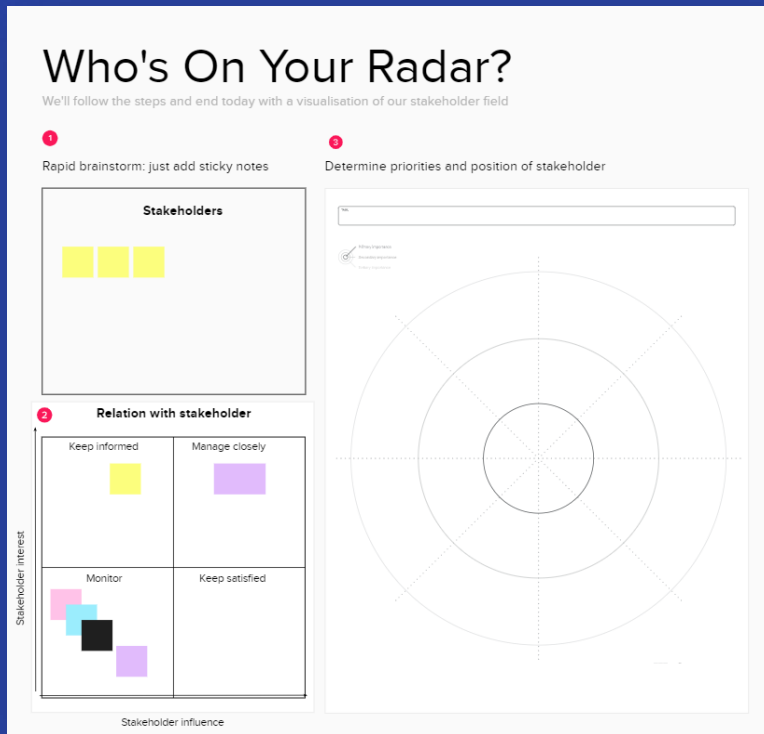 Who's On Your Radar?
We'll follow the steps and end today with a visualisation of our stakeholder field
1
Rapid brainstorm: just add sticky notes
Stakeholders
2
Relation with stakeholder
Keep informed
Manage closely
Monitor
Keep satisfied
Stakeholder interest
Stakeholder influence
3
Determine priorities and position of stakeholder